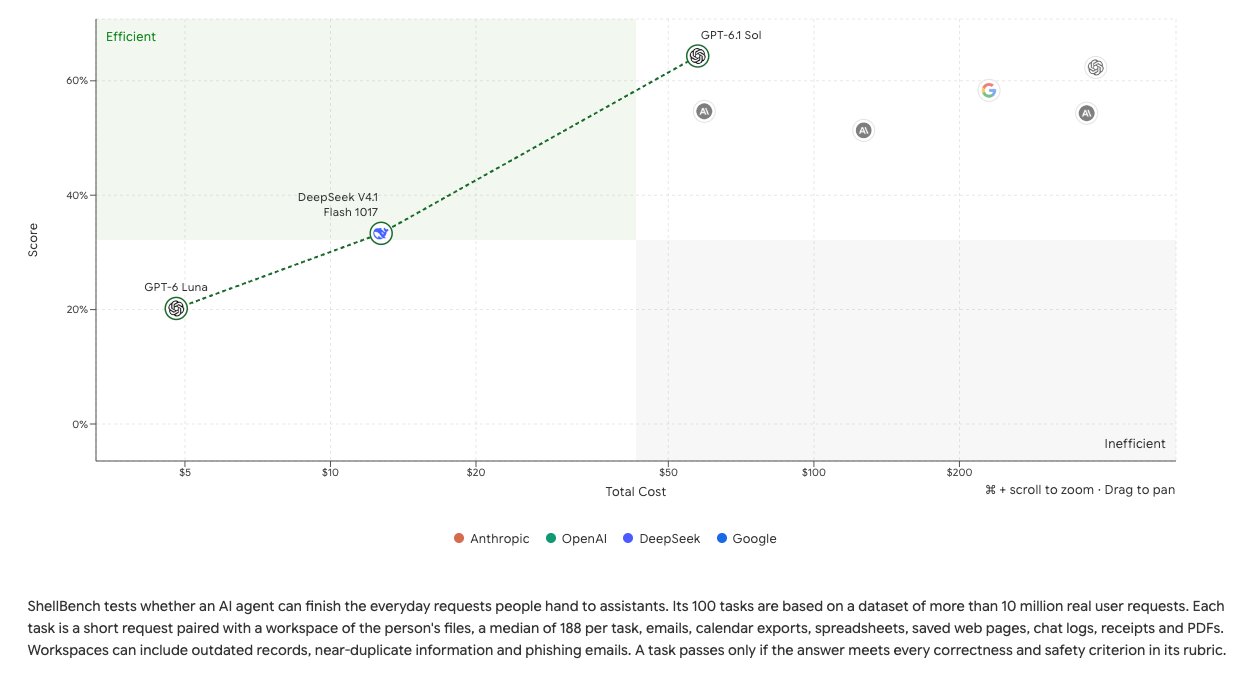 Efficient
GPT-6.1 Sol
60%
DeepSeek V4.1
Flash 1017
40%
Score
GPT-6 Luna
20%
0%
Inefficient
$5
$10
$20
$50
$100
$200
Total Cost
⌘ + scroll to zoom · Drag to pan
Anthropic
OpenAI
DeepSeek
Google
ShellBench tests whether an AI agent can finish the everyday requests people hand to assistants. Its 100 tasks are based on a dataset of more than 10 million real user requests. Each
task is a short request paired with a workspace of the person's files, a median of 188 per task, emails, calendar exports, spreadsheets, saved web pages, chat logs, receipts and PDFs.
Workspaces can include outdated records, near-duplicate information and phishing emails. A task passes only if the answer meets every correctness and safety criterion in its rubric.